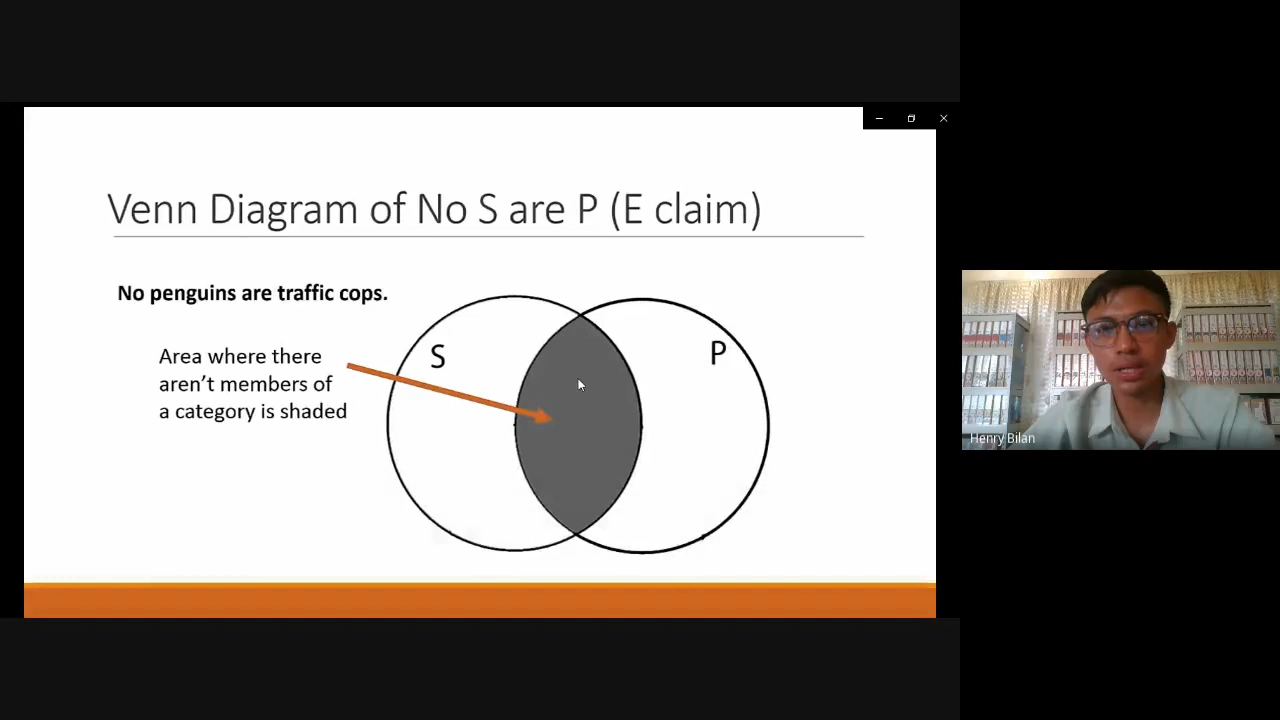 Venn Diagram of No S are P (E claim)
No penguins are traffic cops.
Area where there
aren’t members of
a category is shaded
S
P
Henry Bilan